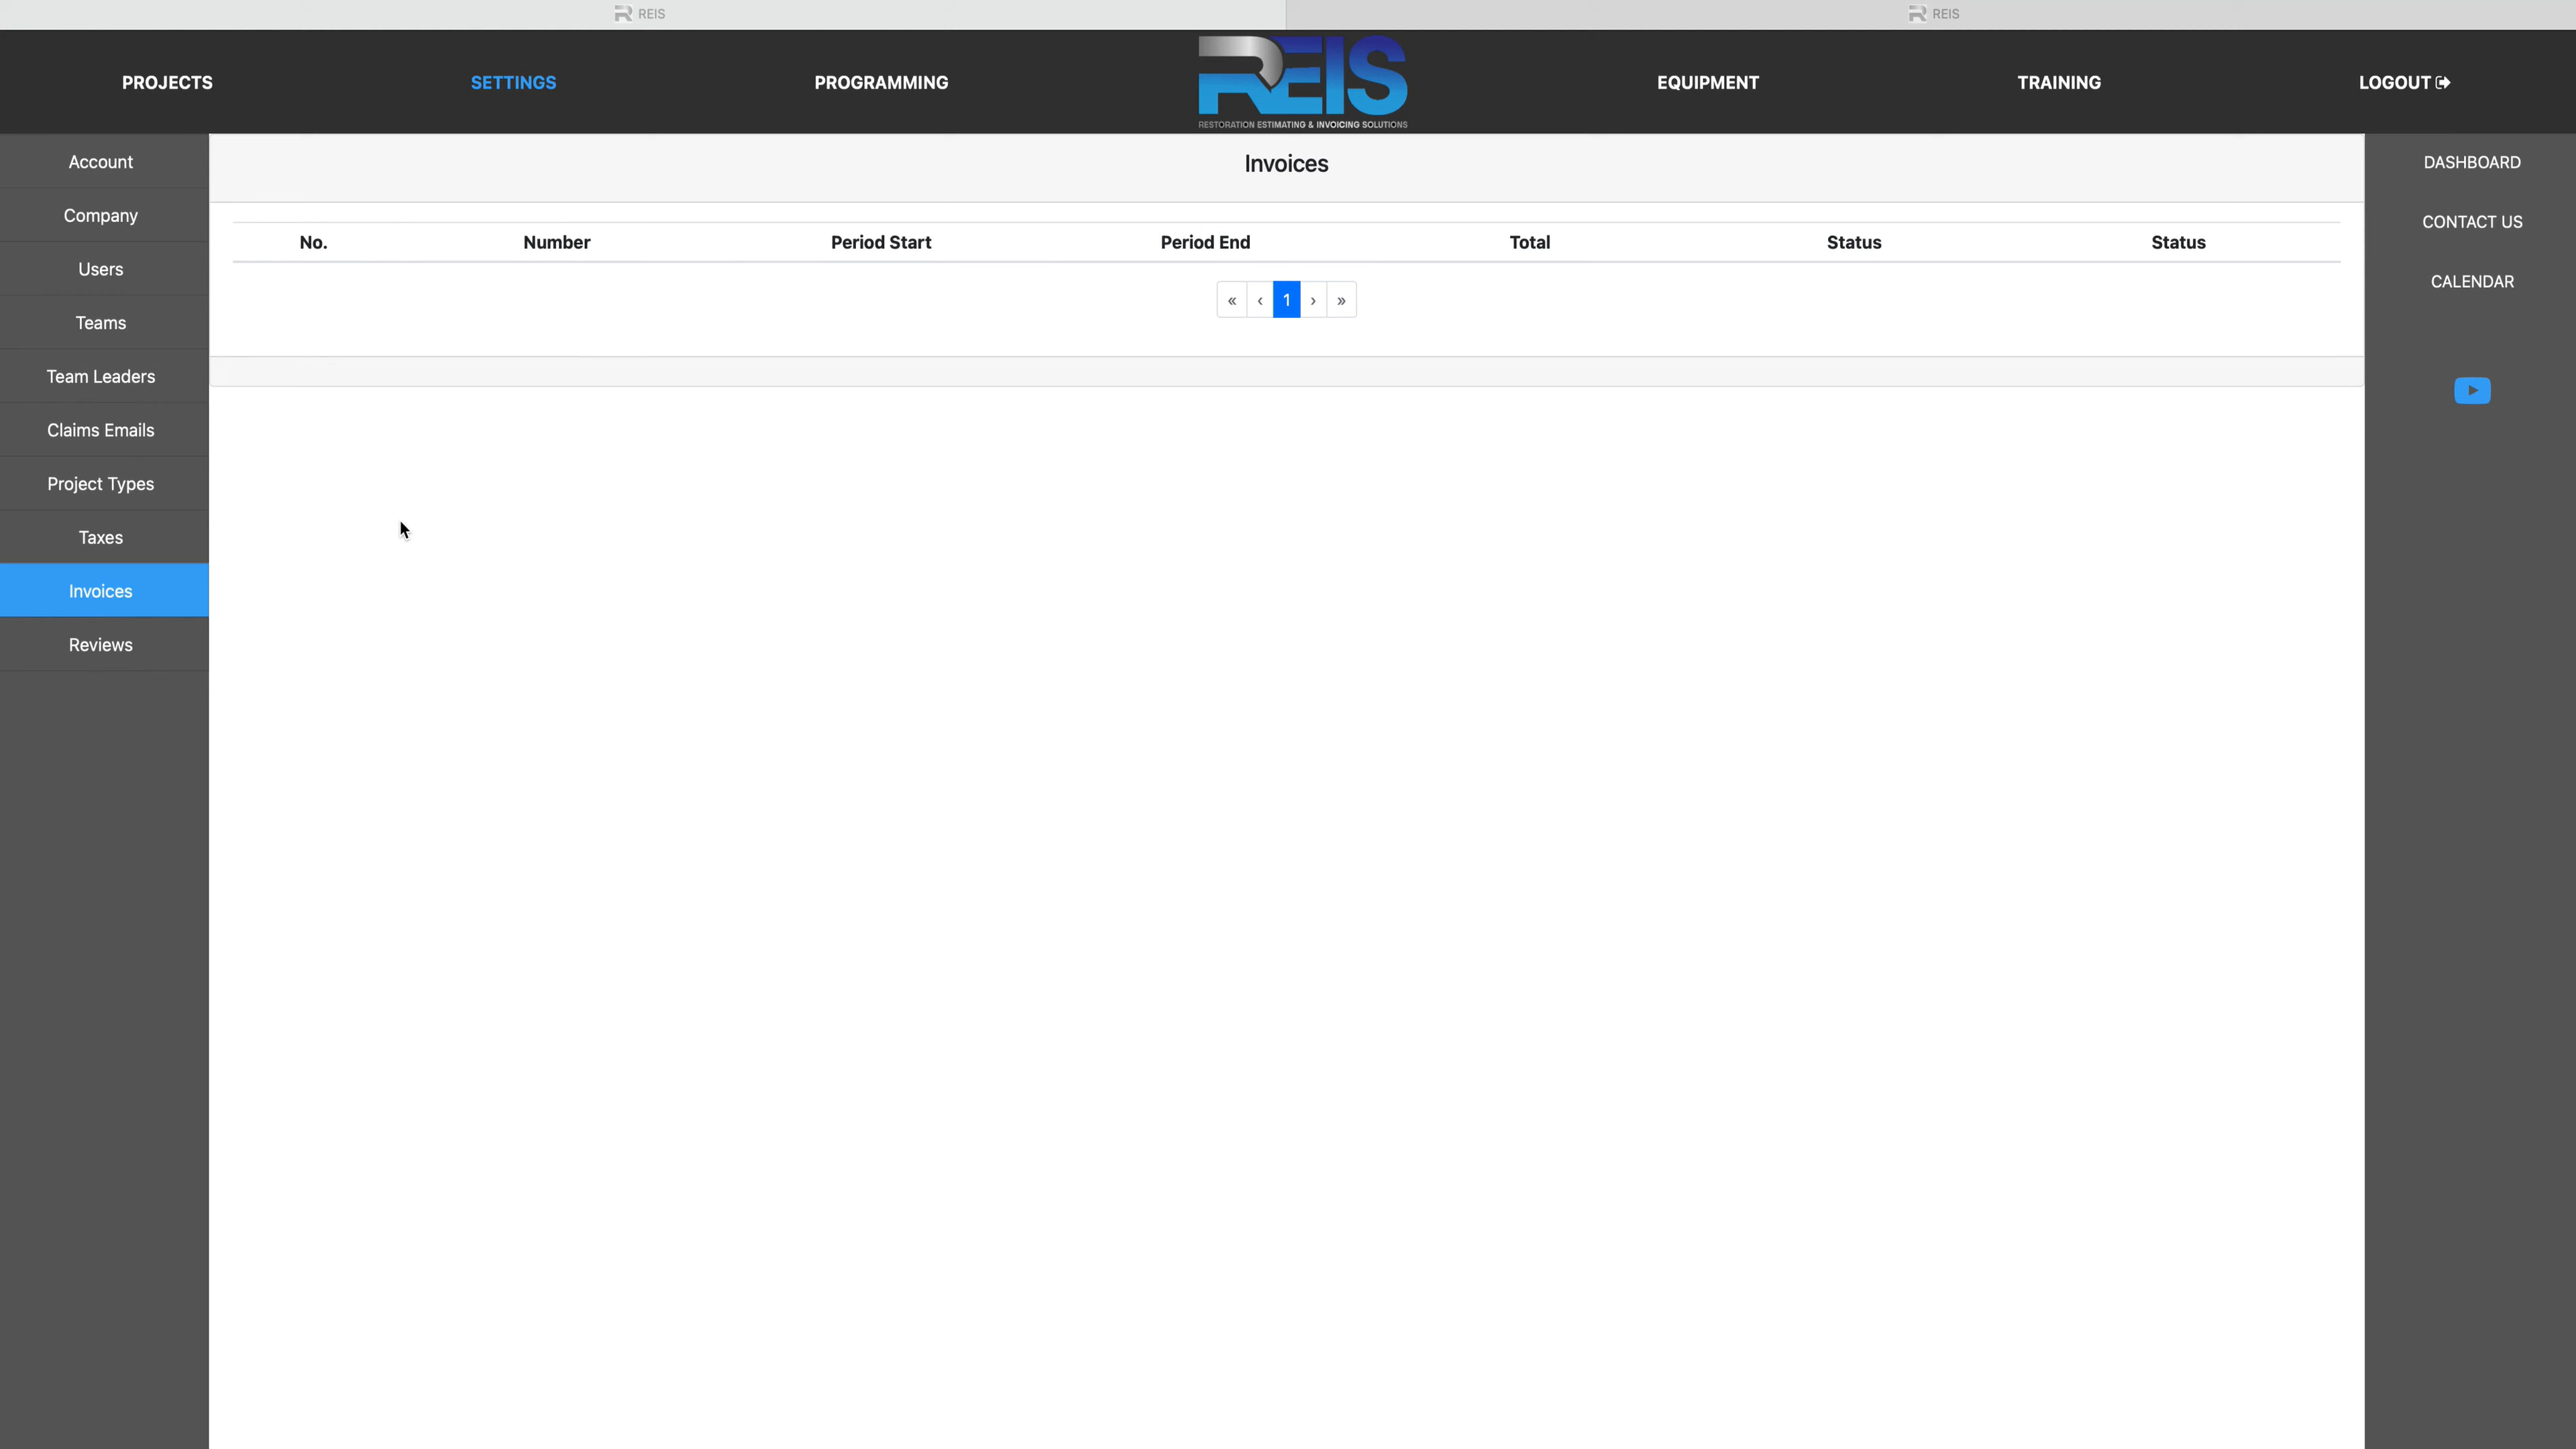 REIS
REIS
PROJECTS
SETTINGS
PROGRAMMING
REIS
RESTORATION ESTIMATING & INVOICING SOLUTIONS
EQUIPMENT
TRAINING
LOGOUT
Account
Company
Users
Teams
Team Leaders
Claims Emails
Project Types
Taxes
Invoices
Reviews
Invoices
No. Number Period Start Period End Total Status Status
« ‹ 1 › »
DASHBOARD
CONTACT US
CALENDAR